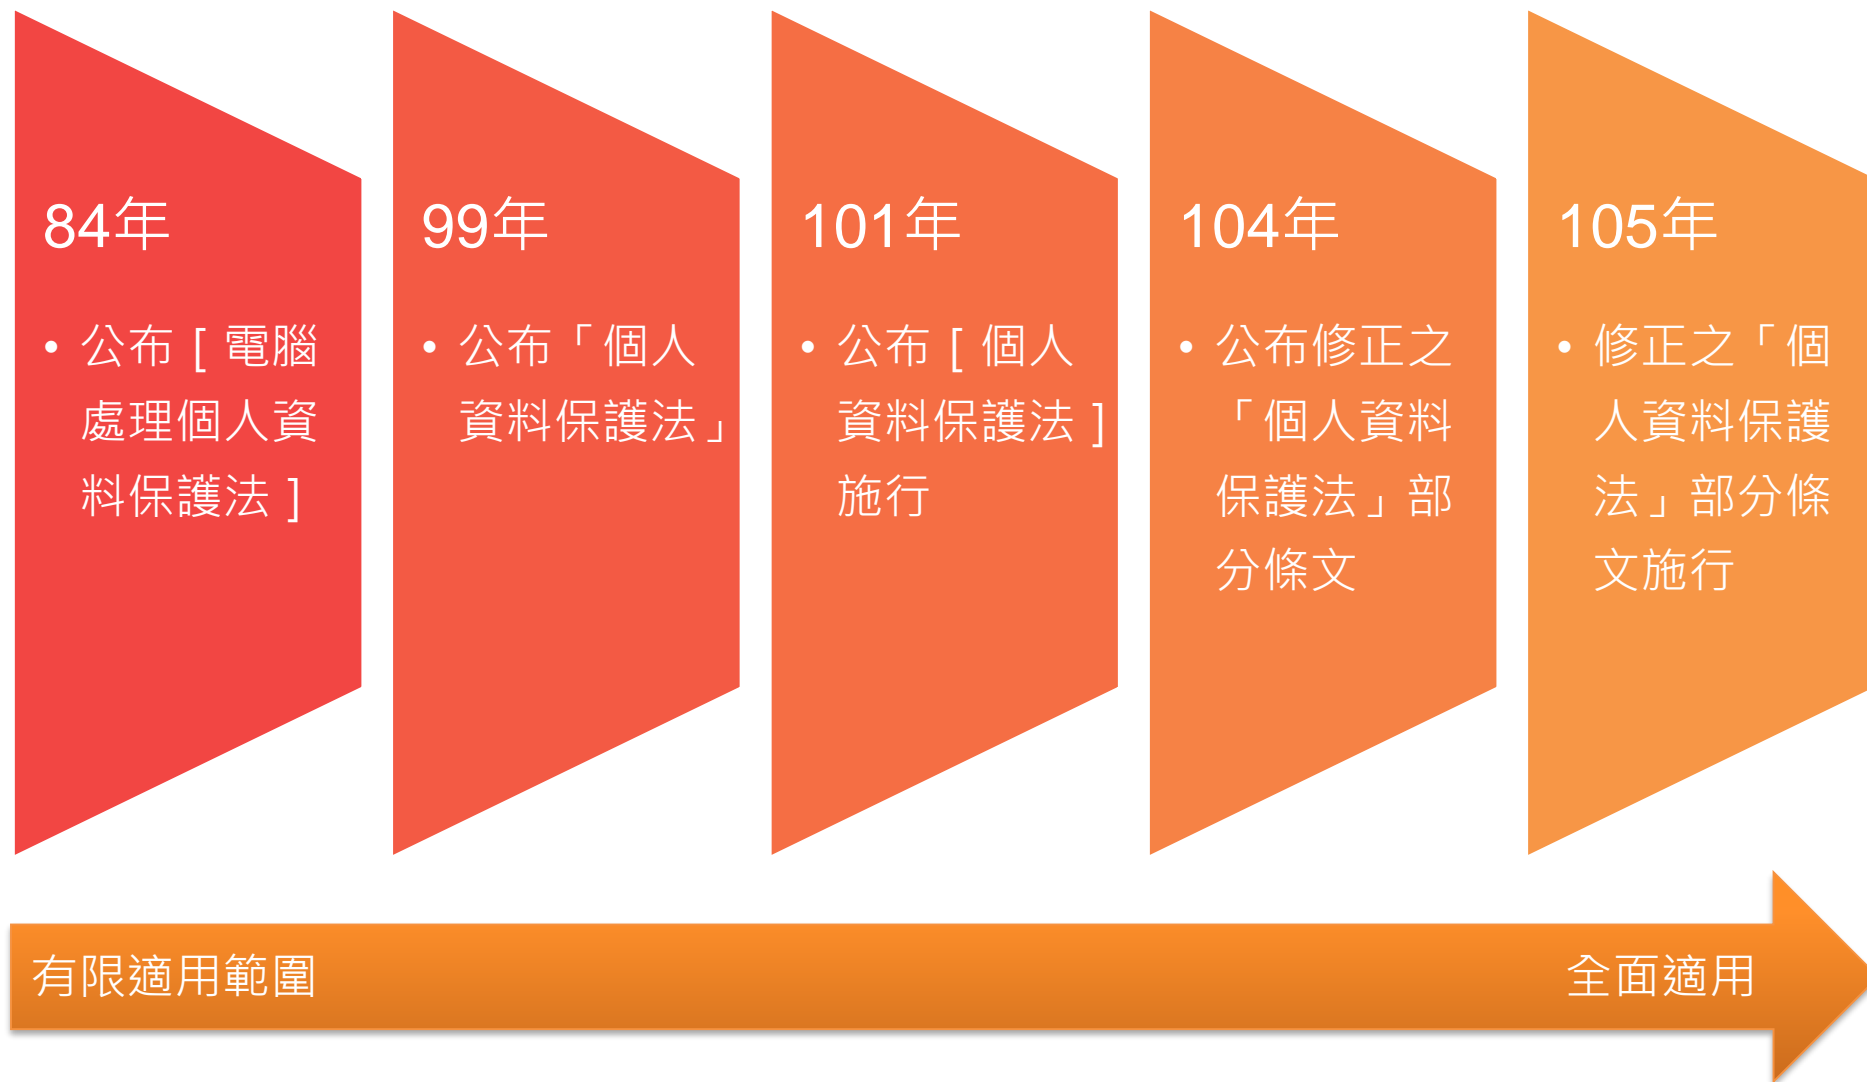 84年
• 公布[電腦
處理個人資
料保護法]
99年
• 公布「個人
資料保護法」
101年
• 公布[個人
資料保護法]
施行
104年
• 公布修正之
「個人資料
保護法」部
分條文
105年
• 修正之「個
人資料保護
法」部分條
文施行
有限適用範圍
全面適用